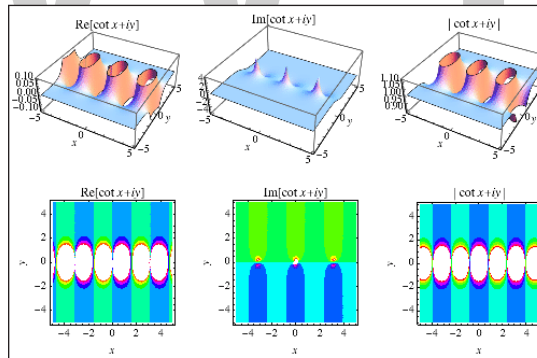 Re[cot x+iy]
Im[cot x+iy]
| cot x+iy |
0.10
0.05
0.00
−0.05
−0.10
−5
0
x
5
−5
0
y
5
4
2
0
−2
−5
0
x
5
−5
0
y
5
1.10
1.05
1.00
0.95
0.90
−5
0
x
5
−5
y
5
Re[cot x+iy]
Im[cot x+iy]
| cot x+iy |
4
2
0
−2
−4
y
−4 −2 0 2 4
x
4
2
0
−2
−4
y
−4 −2 0 2 4
x
4
2
0
−2
−4
y
−4 −2 0 2 4
x